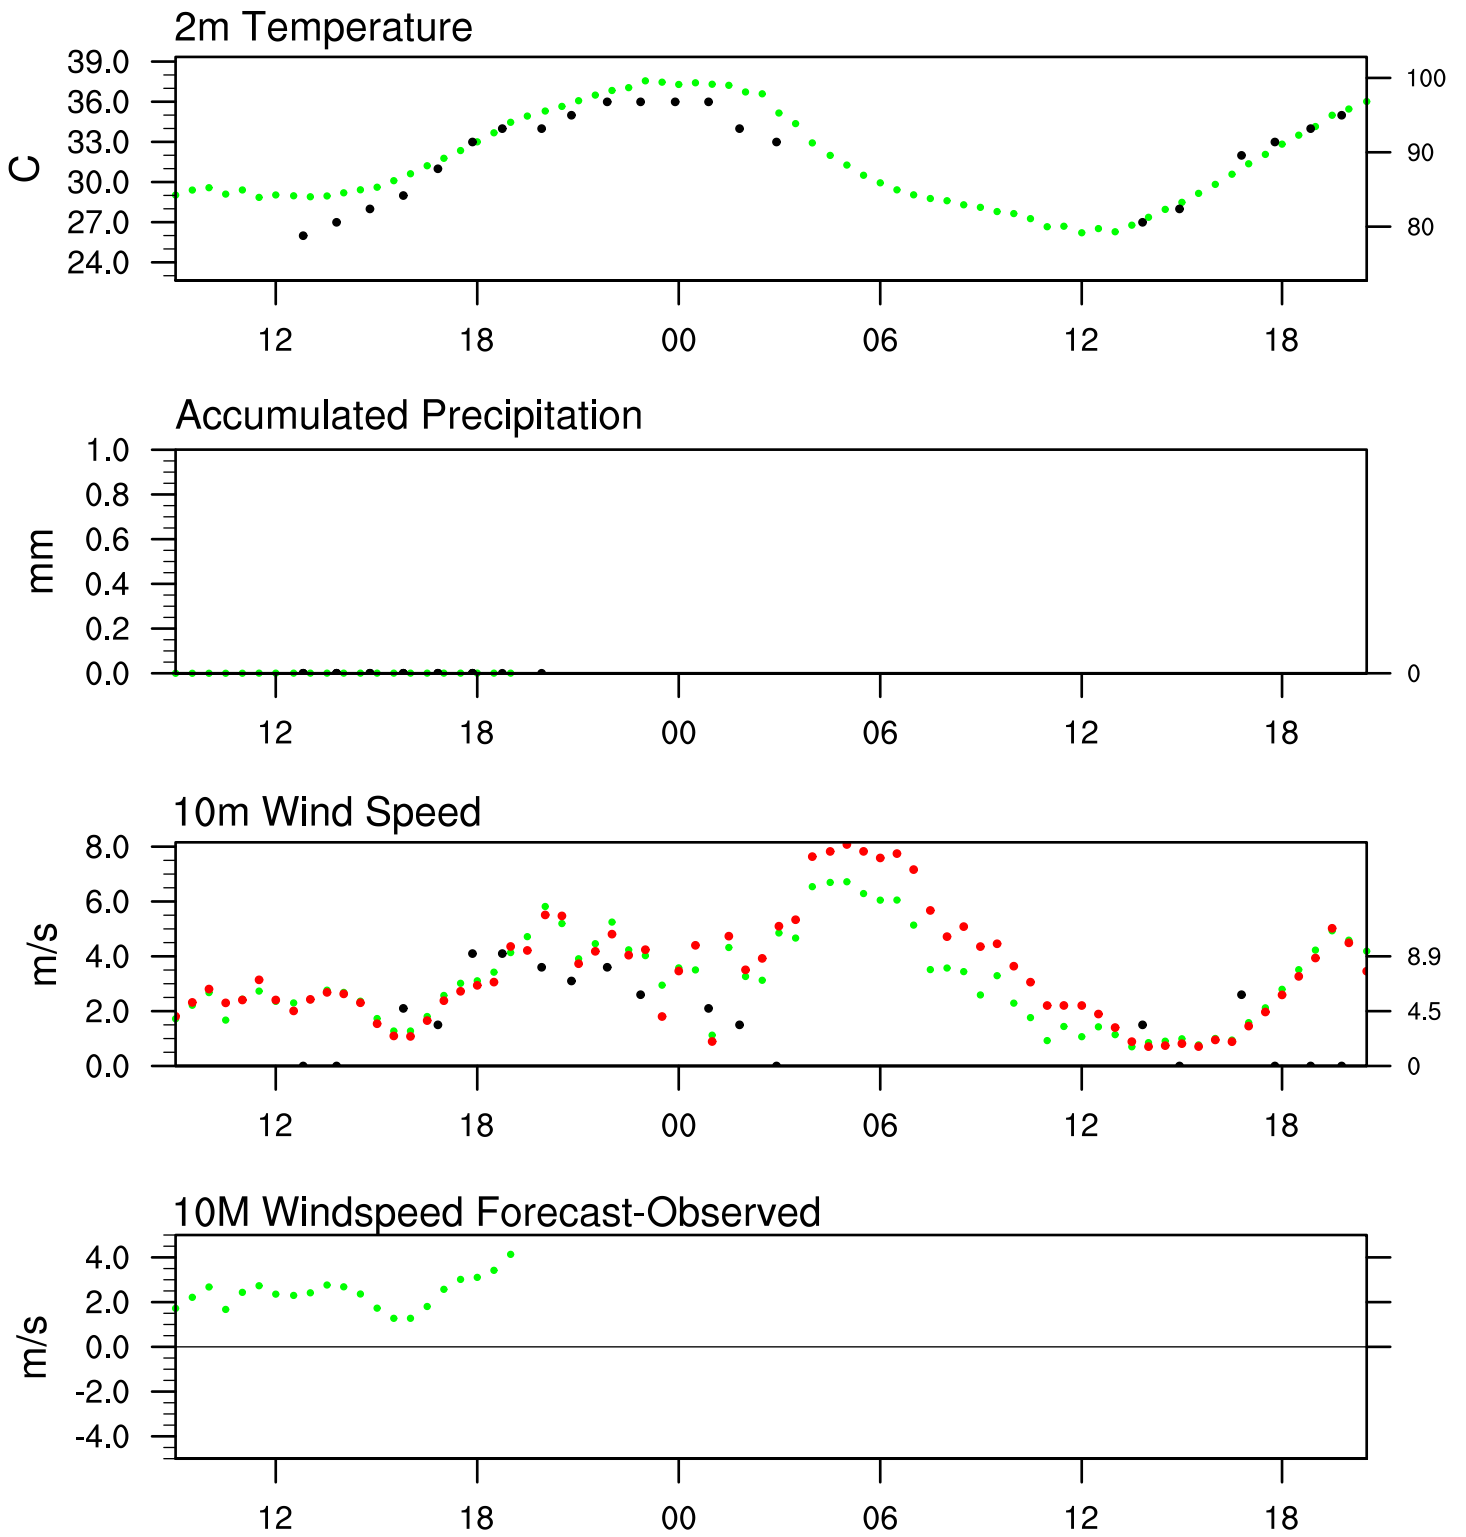 2m Temperature
39.0
36.0
33.0
30.0
27.0
24.0
C
100
90
80
12 18 00 06 12 18
Accumulated Precipitation
1.0
0.8
0.6
0.4
0.2
0.0
mm
0
12 18 00 06 12 18
10m Wind Speed
8.0
6.0
4.0
2.0
0.0
m/s
8.9
4.5
0
12 18 00 06 12 18
10M Windspeed Forecast-Observed
4.0
2.0
0.0
-2.0
-4.0
m/s
12 18 00 06 12 18